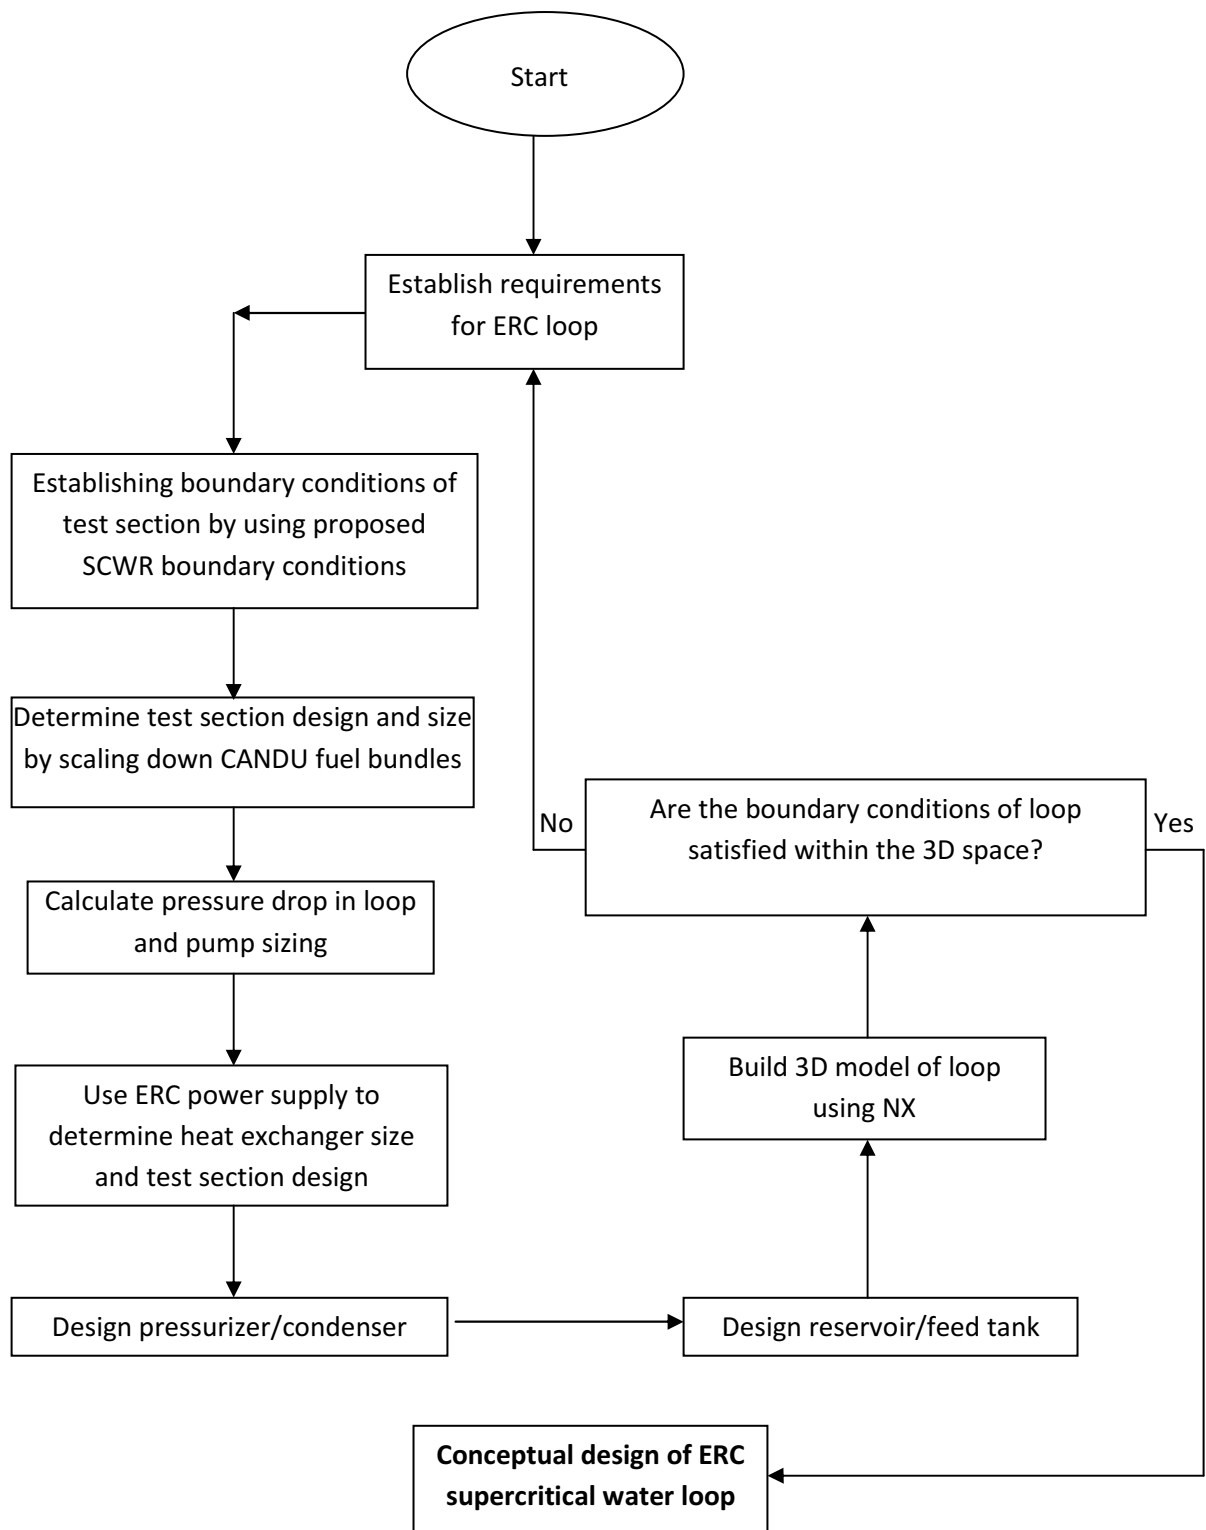 Start
Establish requirements
for ERC loop
Establishing boundary conditions of
test section by using proposed
SCWR boundary conditions
Determine test section design and size
by scaling down CANDU fuel bundles
Calculate pressure drop in loop
and pump sizing
Use ERC power supply to
determine heat exchanger size
and test section design
Design pressurizer/condenser
Design reservoir/feed tank
Build 3D model of loop
using NX
Are the boundary conditions of loop
satisfied within the 3D space?
No
Yes
Conceptual design of ERC
supercritical water loop